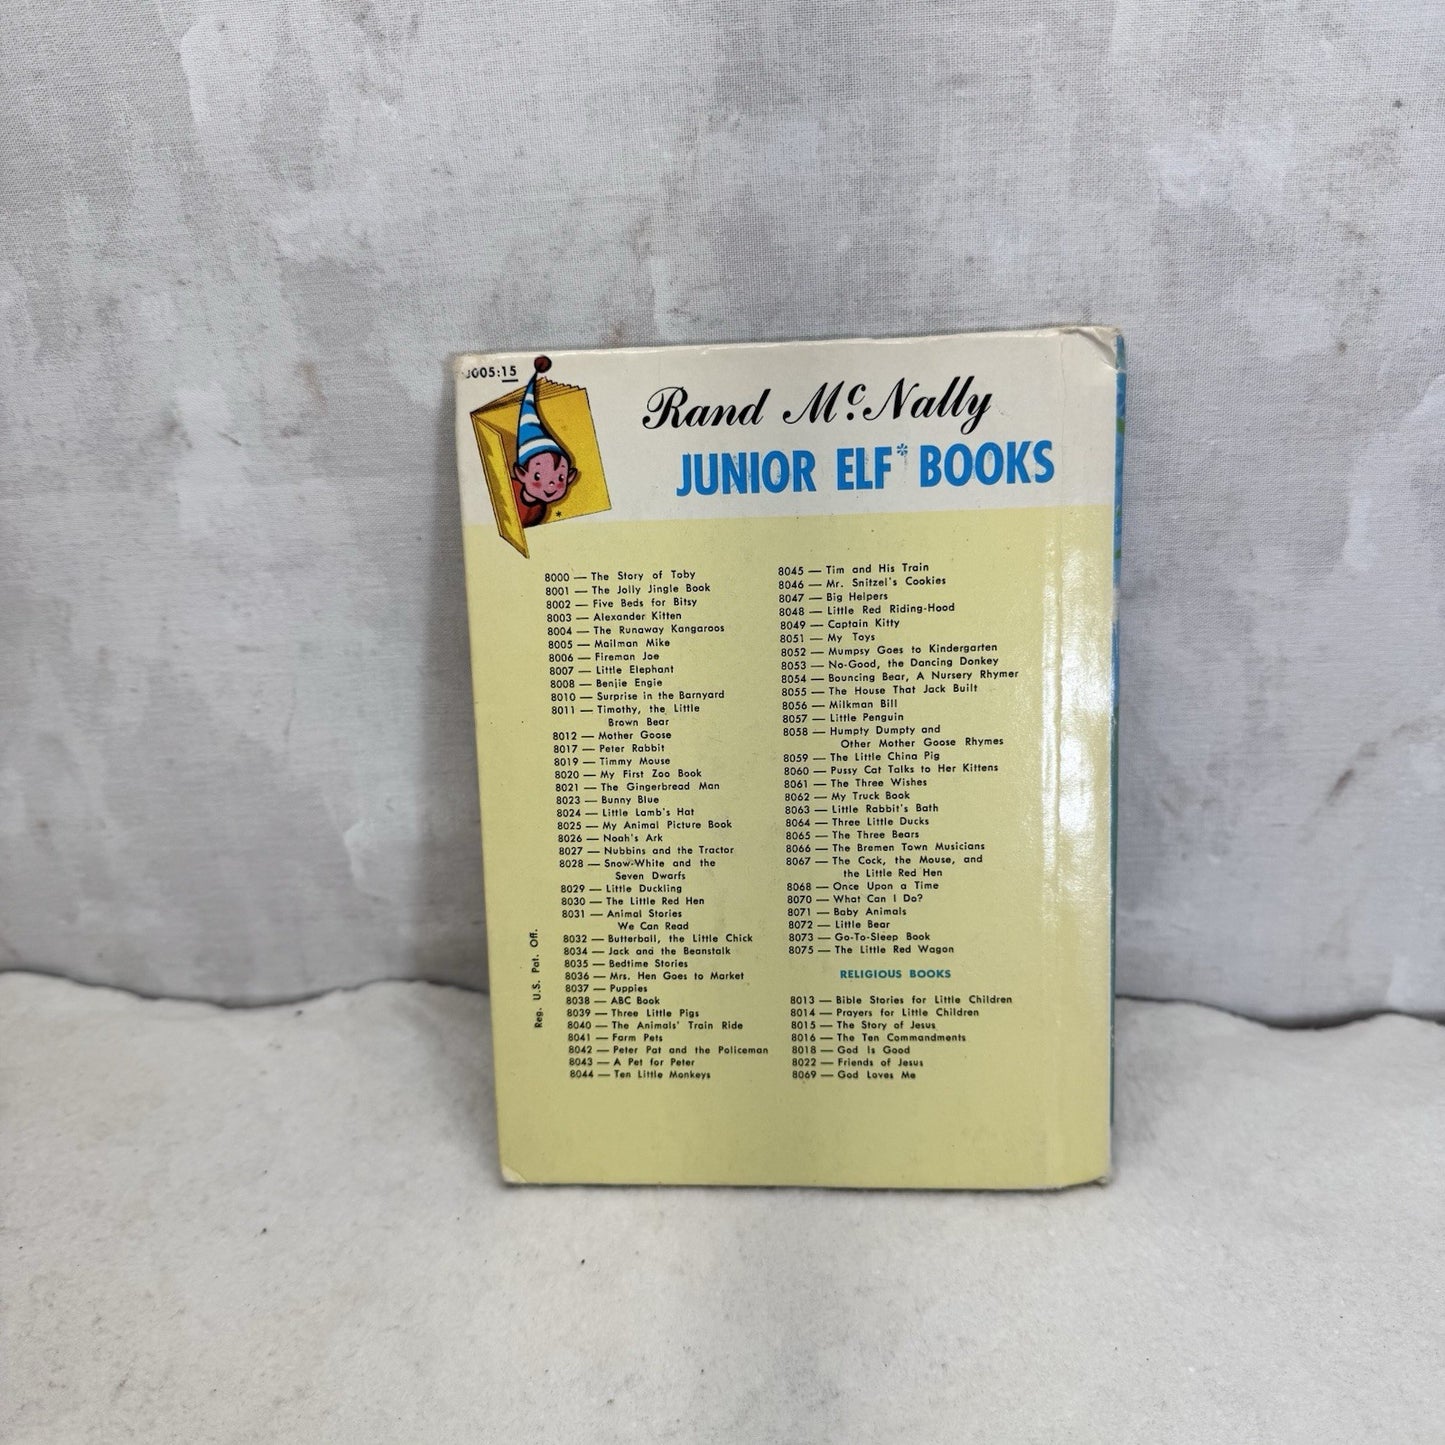 Rand McNally
JUNIOR ELF* BOOKS
8000 — The Story of Toby
8001 — The Jolly Jingle Book
8002 — Five Beds for Bitsy
8003 — Alexander Kitten
8004 — The Runaway Kangaroos
8005 — Mailman Mike
8006 — Fireman Joe
8007 — Little Elephant
8008 — Benjie Engie
8010 — Surprise in the Barnyard
8011 — Timothy, the Little
Brown Bear
8012 — Mother Goose
8017 — Peter Rabbit
8019 — Timmy Mouse
8020 — My First Zoo Book
8021 — The Gingerbread Man
8023 — Bunny Blue
8024 — Little Lamb's Hat
8025 — My Animal Picture Book
8026 — Noah's Ark
8027 — Nubbins and the Tractor
8028 — Snow-White and the
Seven Dwarfs
8029 — Little Duckling
8030 — The Little Red Hen
8031 — Animal Stories
We Can Read
8032 — Butterball, the Little Chick
8034 — Jack and the Beanstalk
8035 — Bedtime Stories
8036 — Mrs. Hen Goes to Market
8037 — Puppies
8038 — ABC Book
8039 — Three Little Pigs
8040 — The Animals' Train Ride
8041 — Farm Pets
8042 — Peter Pat and the Policeman
8043 — A Pet for Peter
8044 — Ten Little Monkeys
8045 — Tim and His Train
8046 — Mr. Snitzel's Cookies
8047 — Big Helpers
8048 — Little Red Riding-Hood
8049 — Captain Kitty
8051 — My Toys
8052 — Mumpsy Goes to Kindergarten
8053 — No-Good, the Dancing Donkey
8054 — Bouncing Bear, A Nursery Rhymer
8055 — The House That Jack Built
8056 — Milkman Bill
8057 — Little Penguin
8058 — Humpty Dumpty and
Other Mother Goose Rhymes
8059 — The Little China Pig
8060 — Pussy Cat Talks to Her Kittens
8061 — The Three Wishes
8062 — My Truck Book
8063 — Little Rabbit's Bath
8064 — Three Little Ducks
8065 — The Three Bears
8066 — The Bremen Town Musicians
8067 — The Cock, the Mouse, and
the Little Red Hen
8068 — Once Upon a Time
8070 — What Can I Do?
8071 — Baby Animals
8072 — Little Bear
8073 — Go-To-Sleep Book
8075 — The Little Red Wagon
RELIGIOUS BOOKS
8013 — Bible Stories for Little Children
8014 — Prayers for Little Children
8015 — The Story of Jesus
8016 — The Ten Commandments
8018 — God Is Good
8022 — Friends of Jesus
8069 — God Loves Me
Reg. U.S. Pat. Off.